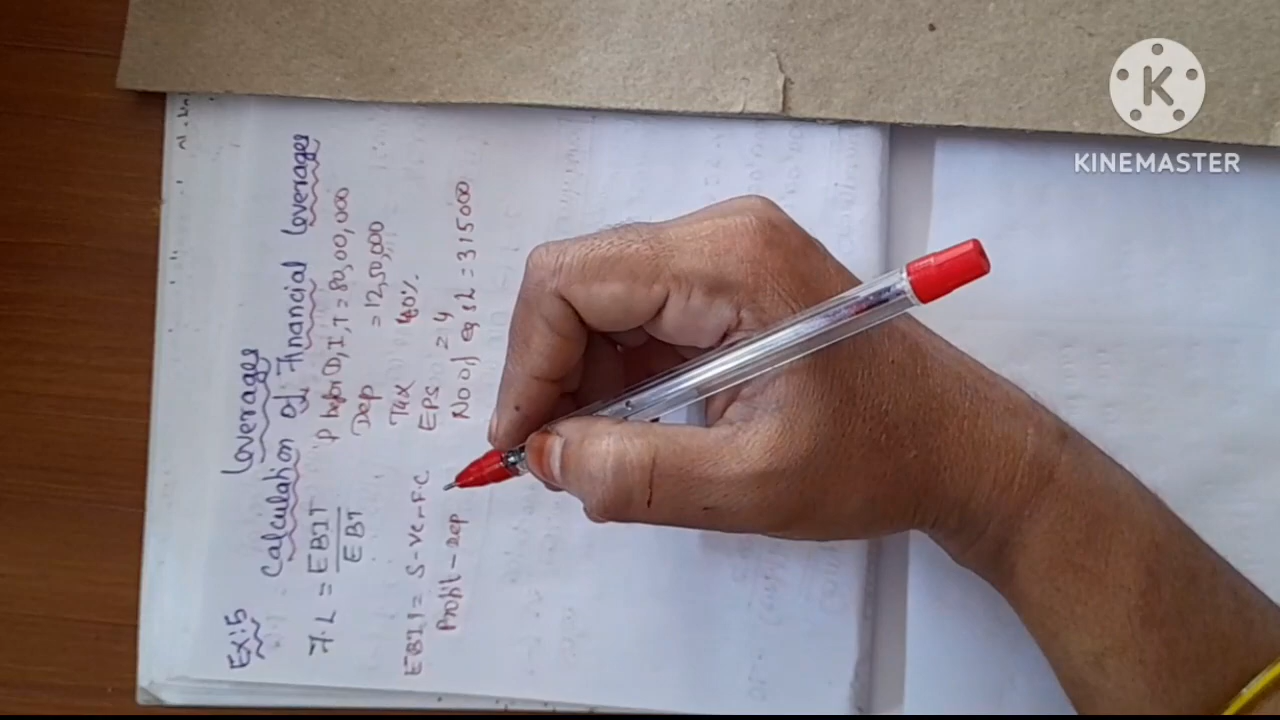 Ex:5 Leverages
Calculation of Financial Leverages
F.L = EBIT
EBT
P befor D, I, T = 80,00,000
Dep = 12,50,000
Tax 40%
EPS = 4
No of eq sh = 315000
EBIT = S-VC-F.C
Profit - Dep
K
KINEMASTER